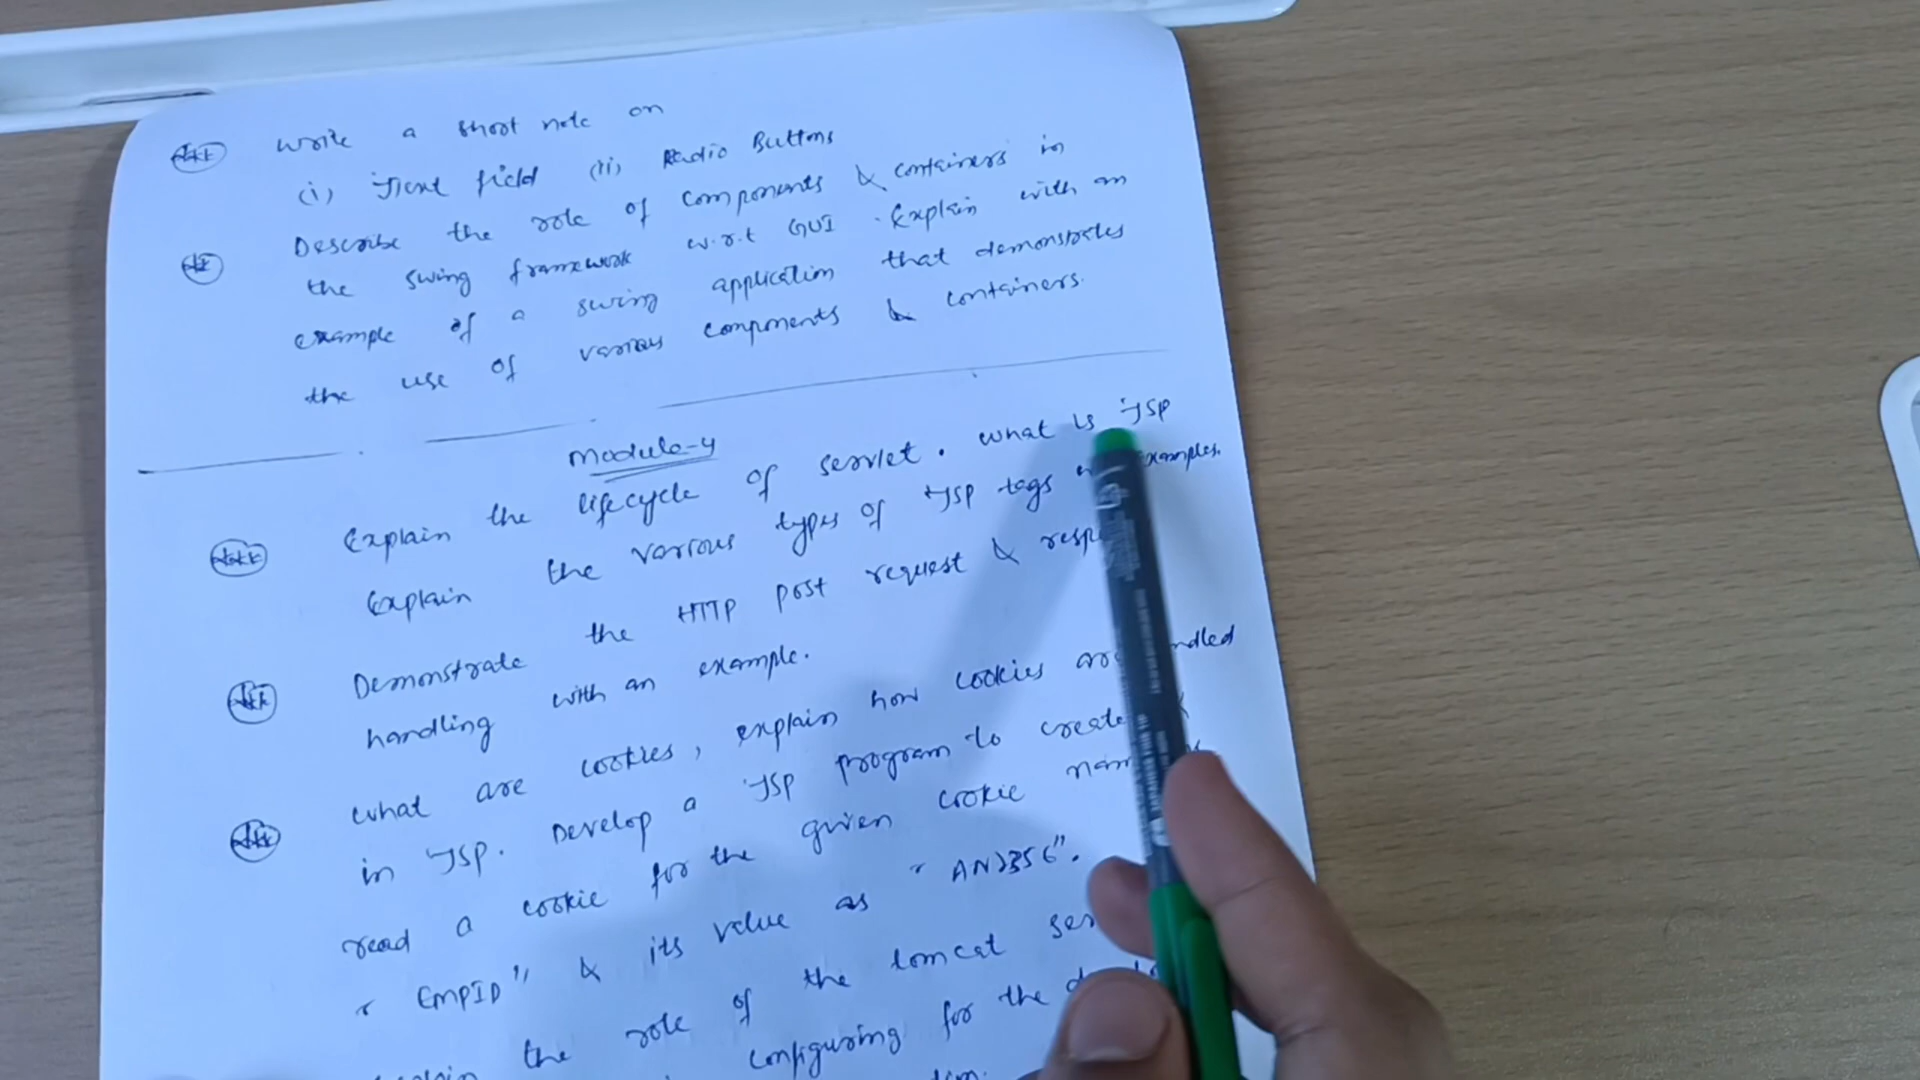 Write a short note on
(i) Text field (ii) Radio Buttons
Describe the role of components & containers in
the swing framework w.r.t GUI. Explain with an
example of a swing application that demonstrates
the use of various components & containers.
Module-4
Explain the lifecycle of servlet. What is JSP
Explain the various types of JSP tags examples.
Demonstrate the HTTP post request &
handling with an example.
What are cookies, explain how cookies are
in JSP. Develop a JSP program to create
read a cookie for the given cookie
"EmpID" & its value as "AN2356".
the role of the tomcat
configuring for the